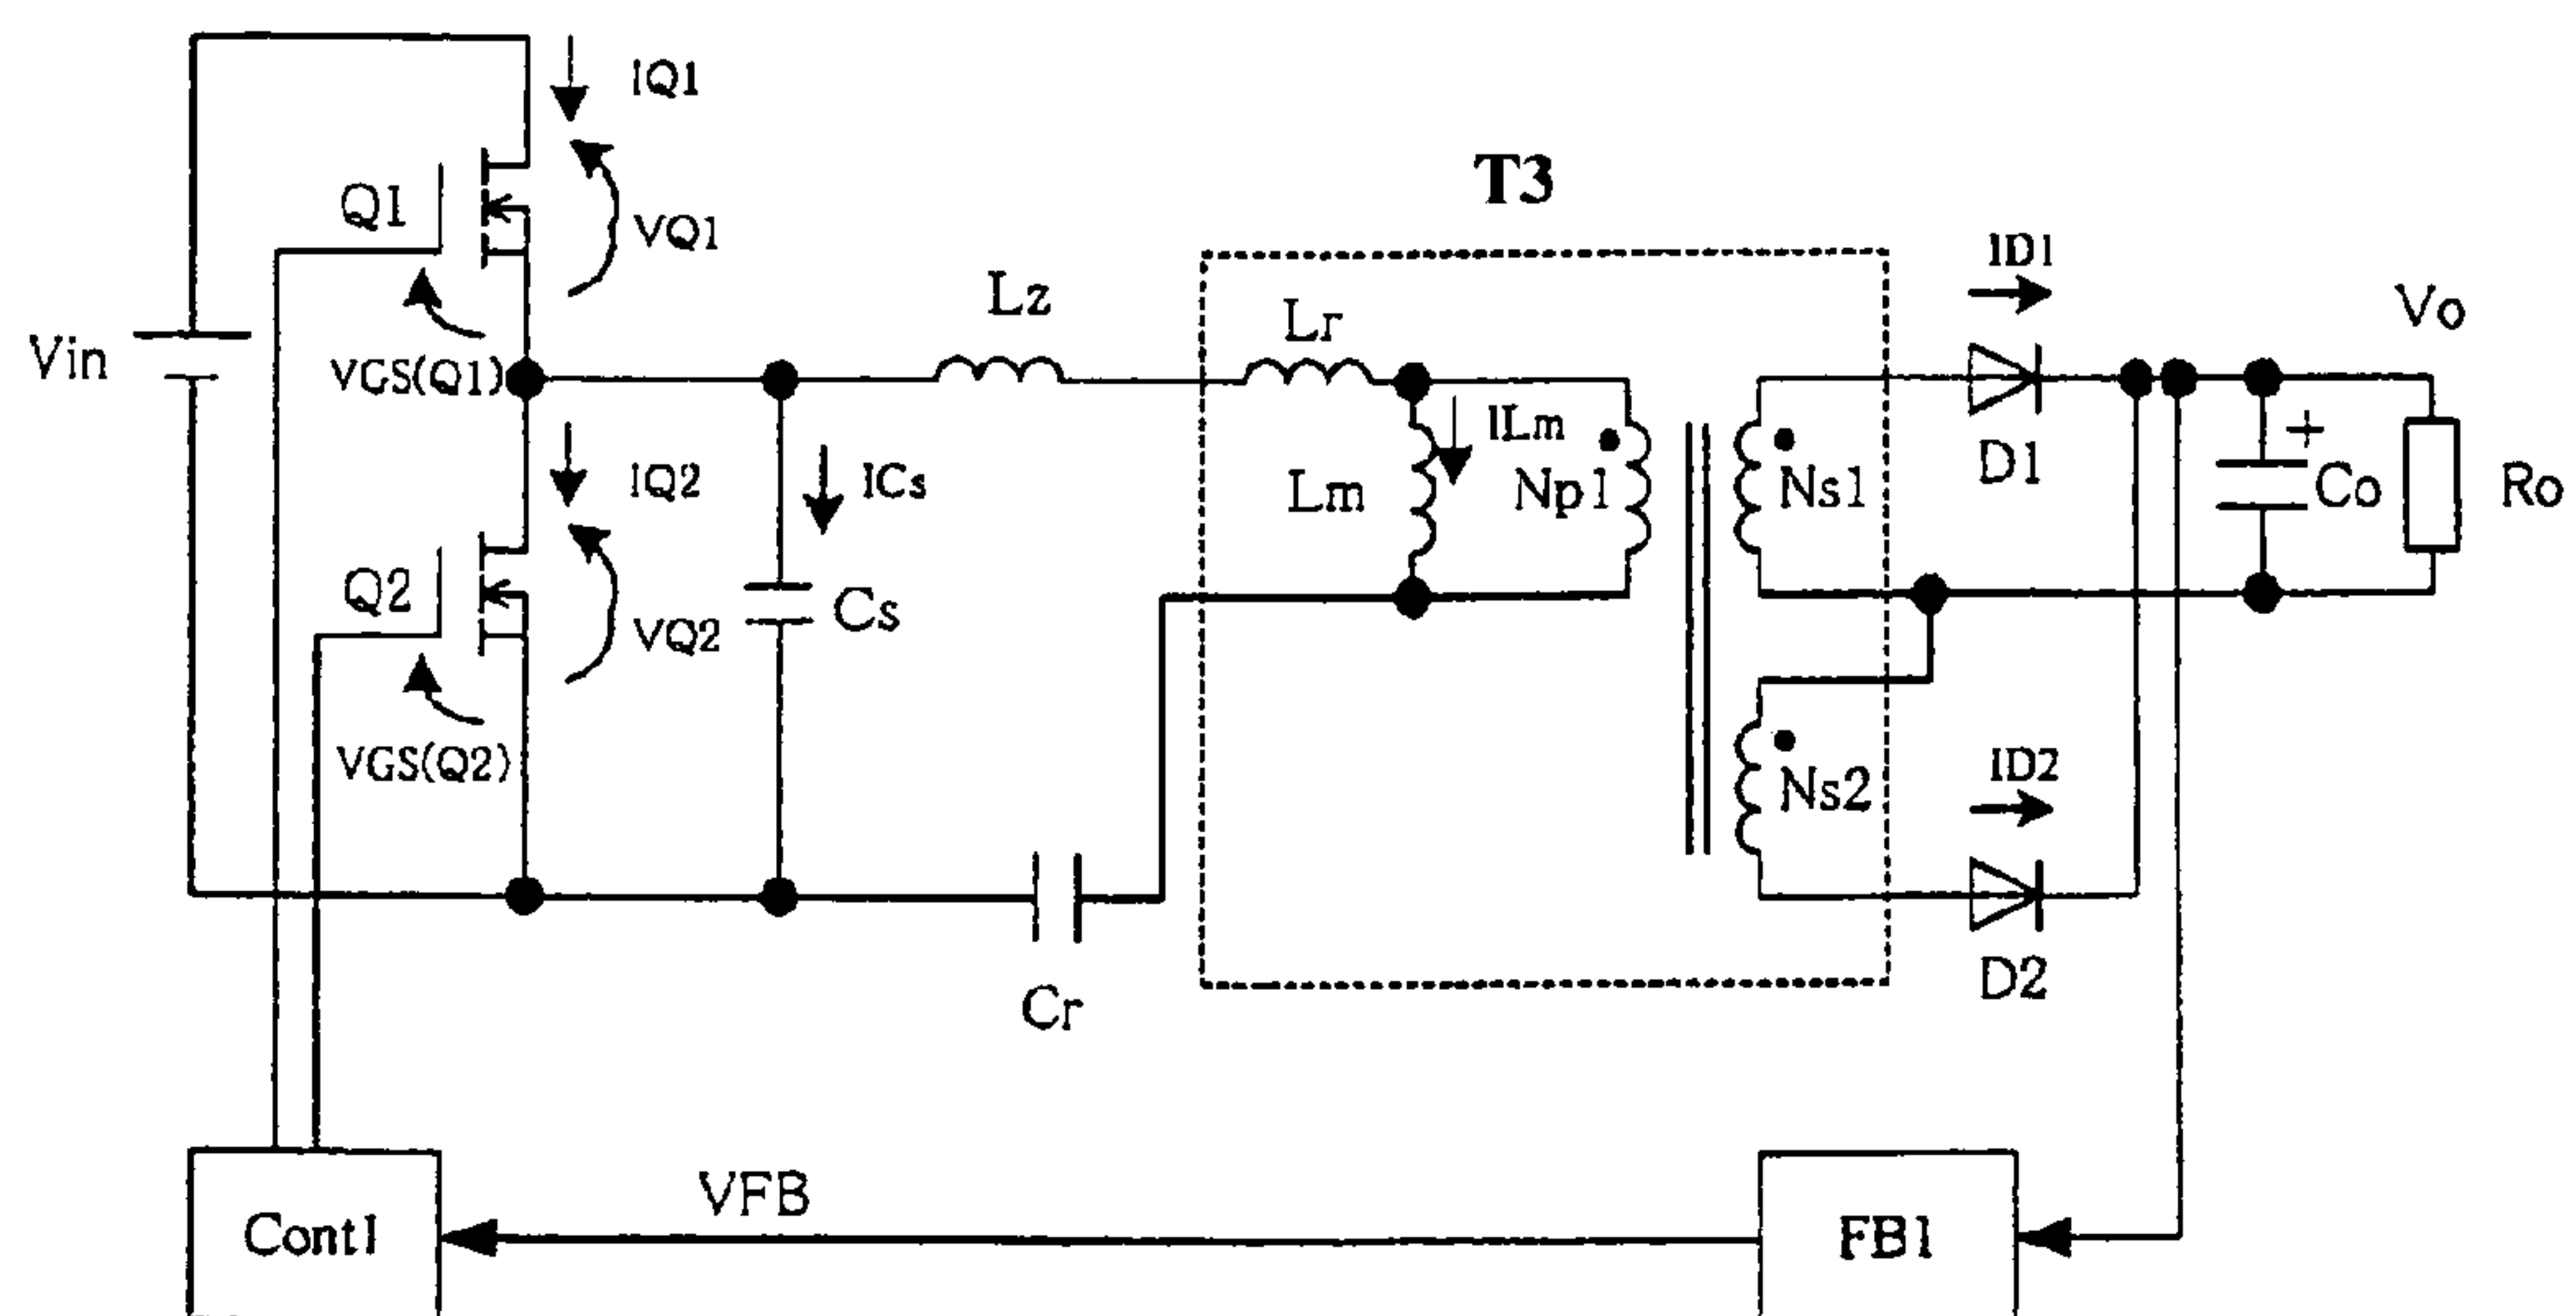 IQ1
T3
Q1
VQ1
ID1
Lz
Lr
Vo
Vin
VGS(Q1)
ILm
D1
IQ2
ICs
Lm
Np1
Ns1
Co
Ro
Q2
Cs
VQ2
VGS(Q2)
ID2
Ns2
D2
Cr
VFB
Cont1
FB1